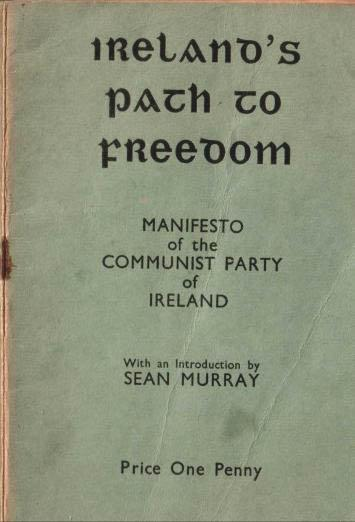 IRELAND'S
PATH TO
FREEDOM
MANIFESTO
of the
COMMUNIST PARTY
of
IRELAND
With an Introduction by
SEAN MURRAY
Price One Penny